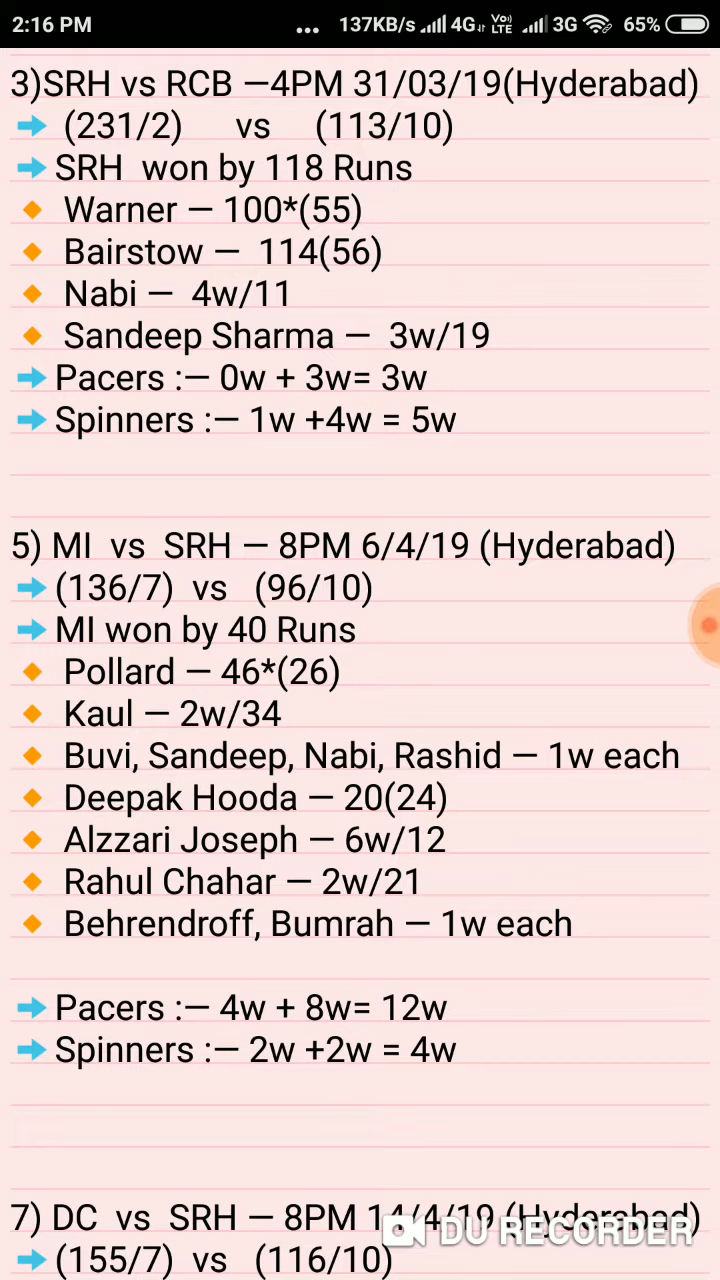 2:16 PM ... 137KB/s 4G VoLTE 3G 65%
3)SRH vs RCB —4PM 31/03/19(Hyderabad)
➡ (231/2) vs (113/10)
➡ SRH won by 118 Runs
🔸 Warner — 100*(55)
🔸 Bairstow — 114(56)
🔸 Nabi — 4w/11
🔸 Sandeep Sharma — 3w/19
➡ Pacers :— 0w + 3w= 3w
➡ Spinners :— 1w +4w = 5w
5) MI vs SRH — 8PM 6/4/19 (Hyderabad)
➡ (136/7) vs (96/10)
➡ MI won by 40 Runs
🔸 Pollard — 46*(26)
🔸 Kaul — 2w/34
🔸 Buvi, Sandeep, Nabi, Rashid — 1w each
🔸 Deepak Hooda — 20(24)
🔸 Alzzari Joseph — 6w/12
🔸 Rahul Chahar — 2w/21
🔸 Behrendroff, Bumrah — 1w each
➡ Pacers :— 4w + 8w= 12w
➡ Spinners :— 2w +2w = 4w
7) DC vs SRH — 8PM 14/4/19 (Hyderabad)
DU RECORDER
➡ (155/7) vs (116/10)